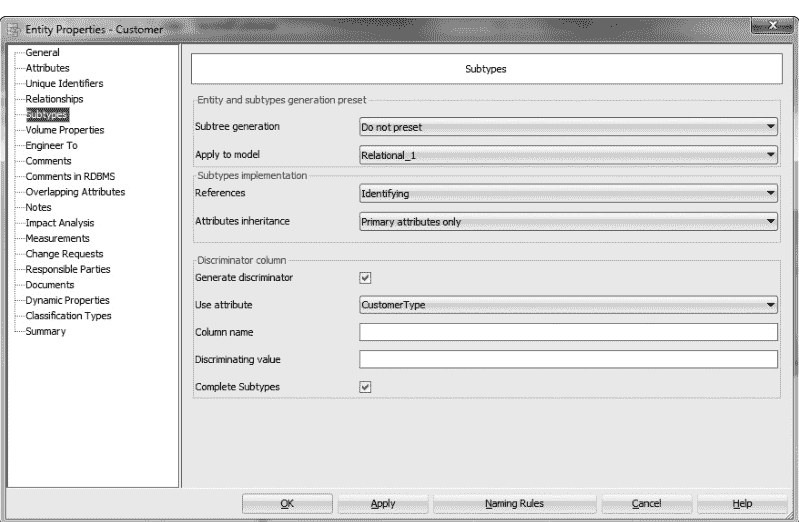 Entity Properties - Customer
General
Attributes
Unique Identifiers
Relationships
Subtypes
Volume Properties
Engineer To
Comments
Comments in RDBMS
Overlapping Attributes
Notes
Impact Analysis
Measurements
Change Requests
Responsible Parties
Documents
Dynamic Properties
Classification Types
Summary
Subtypes
Entity and subtypes generation preset
Subtree generation Do not preset
Apply to model Relational_1
Subtypes implementation
References Identifying
Attributes inheritance Primary attributes only
Discriminator column
Generate discriminator
Use attribute CustomerType
Column name
Discriminating value
Complete Subtypes
OK Apply Naming Rules Cancel Help